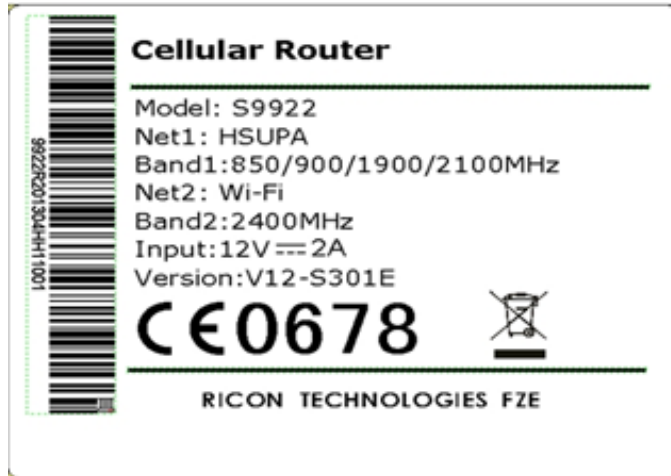 Cellular Router
Model: S9922
Net1: HSUPA
Band1:850/900/1900/2100MHz
Net2: Wi-Fi
Band2:2400MHz
Input:12V⎓2A
Version:V12-S301E
CE0678
RICON TECHNOLOGIES FZE
9922R201304HH11001